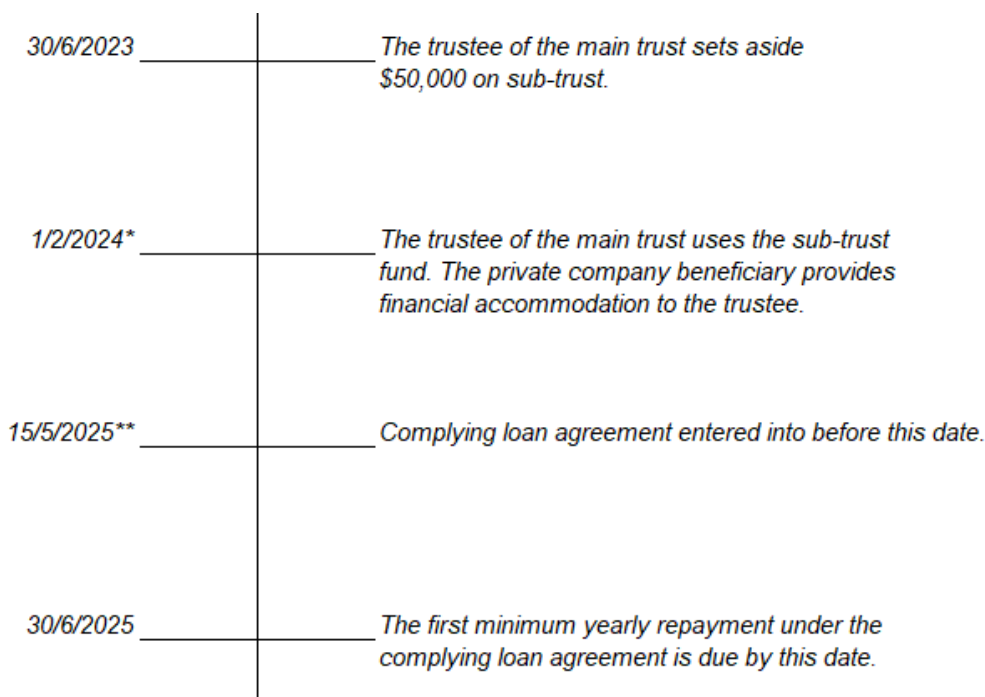 30/6/2023 The trustee of the main trust sets aside
$50,000 on sub-trust.
1/2/2024* The trustee of the main trust uses the sub-trust
fund. The private company beneficiary provides
financial accommodation to the trustee.
15/5/2025** Complying loan agreement entered into before this date.
30/6/2025 The first minimum yearly repayment under the
complying loan agreement is due by this date.